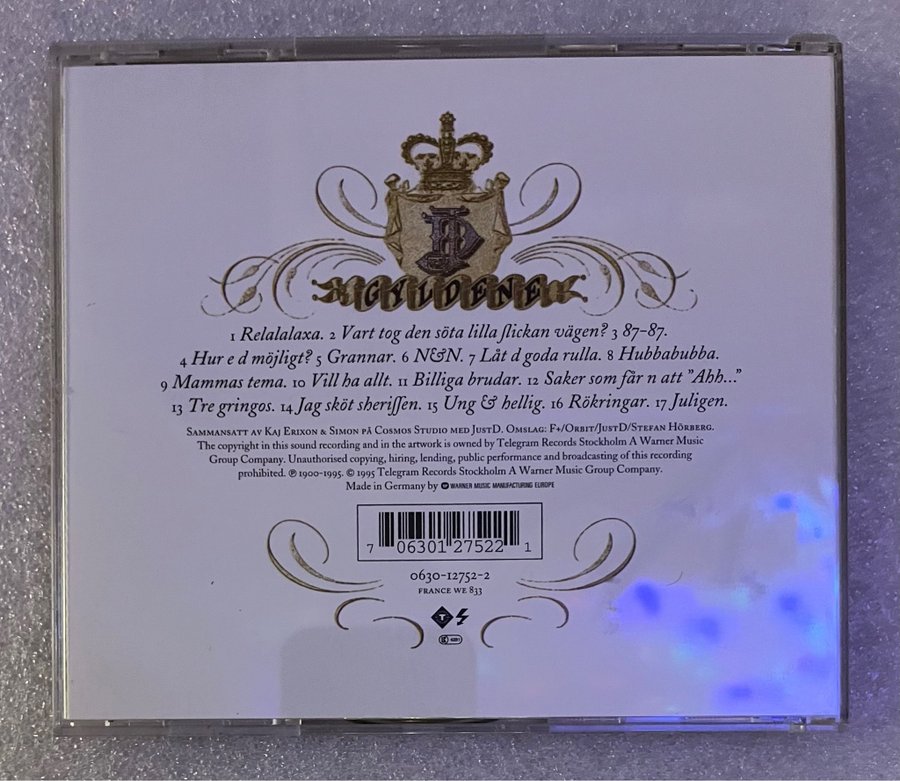 JD
GYLDENE
1 Relalalaxa. 2 Vart tog den söta lilla flickan vägen? 3 87-87.
4 Hur e d möjligt? 5 Grannar. 6 N&N. 7 Låt d goda rulla. 8 Hubbabubba.
9 Mammas tema. 10 Vill ha allt. 11 Billiga brudar. 12 Saker som får n att "Ahh..."
13 Tre gringos. 14 Jag sköt sheriffen. 15 Ung & hellig. 16 Rökringar. 17 Juligen.
Sammansatt av Kaj Erixon & Simon på Cosmos Studio med JustD. Omslag: F+/Orbit/JustD/Stefan Hörberg.
The copyright in this sound recording and in the artwork is owned by Telegram Records Stockholm A Warner Music
Group Company. Unauthorised copying, hiring, lending, public performance and broadcasting of this recording
prohibited. ℗ 1900-1995. © 1995 Telegram Records Stockholm A Warner Music Group Company.
Made in Germany by WARNER MUSIC MANUFACTURING EUROPE
7 06301 27522 1
0630-12752-2
FRANCE WE 833
T